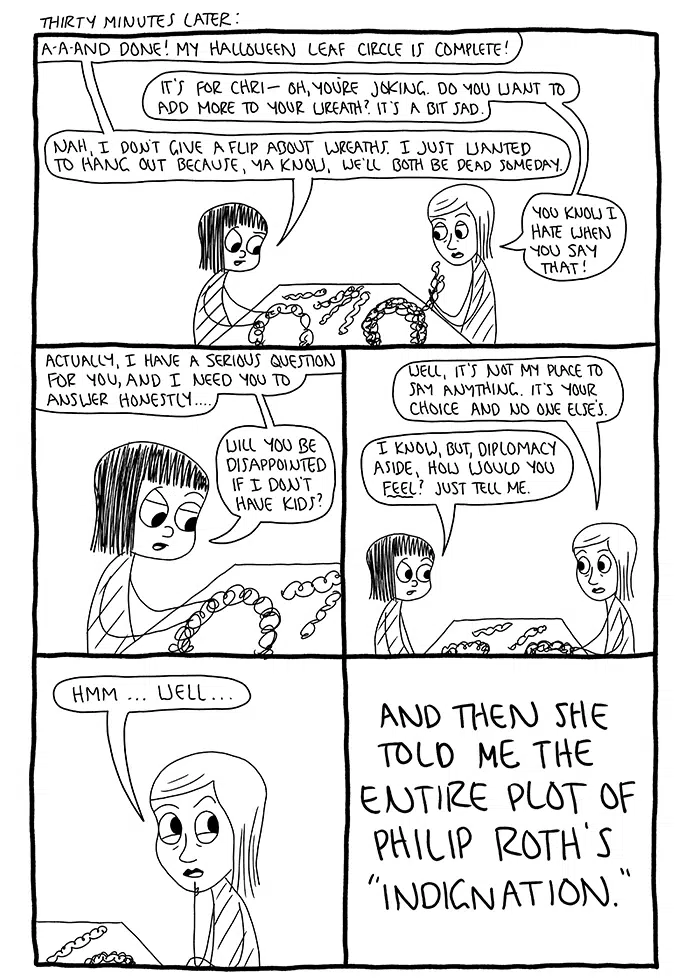 THIRTY MINUTES LATER:
A-A-AND DONE! MY HALLOWEEN LEAF CIRCLE IS COMPLETE!
IT'S FOR CHRI— OH, YOU'RE JOKING. DO YOU WANT TO
ADD MORE TO YOUR WREATH? IT'S A BIT SAD.
NAH, I DON'T GIVE A FLIP ABOUT WREATHS. I JUST WANTED
TO HANG OUT BECAUSE, YA KNOW, WE'LL BOTH BE DEAD SOMEDAY.
YOU KNOW I
HATE WHEN
YOU SAY
THAT!
ACTUALLY, I HAVE A SERIOUS QUESTION
FOR YOU, AND I NEED YOU TO
ANSWER HONESTLY....
WILL YOU BE
DISAPPOINTED
IF I DON'T
HAVE KIDS?
WELL, IT'S NOT MY PLACE TO
SAY ANYTHING. IT'S YOUR
CHOICE AND NO ONE ELSE'S.
I KNOW, BUT, DIPLOMACY
ASIDE, HOW WOULD YOU
FEEL? JUST TELL ME.
HMM ... WELL...
AND THEN SHE
TOLD ME THE
ENTIRE PLOT OF
PHILIP ROTH'S
"INDIGNATION."